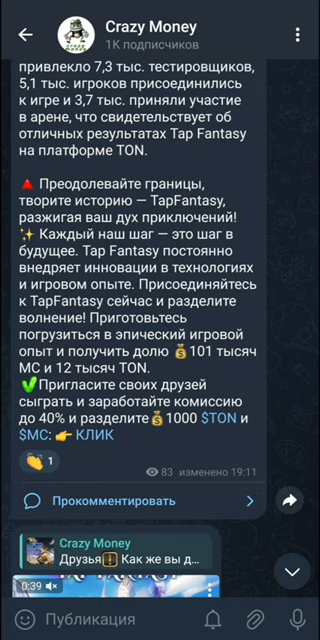 Crazy Money
1K подписчиков
привлекло 7,3 тыс. тестировщиков,
5,1 тыс. игроков присоединились
к игре и 3,7 тыс. приняли участие
в арене, что свидетельствует об
отличных результатах Tap Fantasy
на платформе TON.
🔺 Преодолевайте границы,
творите историю — TapFantasy,
разжигая ваш дух приключений!
✨ Каждый наш шаг — это шаг в
будущее. Tap Fantasy постоянно
внедряет инновации в технологиях
и игровом опыте. Присоединяйтесь
к TapFantasy сейчас и разделите
волнение! Приготовьтесь
погрузиться в эпический игровой
опыт и получить долю 💰101 тысяч
MC и 12 тысяч TON.
✔Пригласите своих друзей
сыграть и заработайте комиссию
до 40% и разделите💰1000 $TON и
$MC: 👉 КЛИК
👏 1
83 изменено 19:11
Прокомментировать
Crazy Money
Друзья Как же вы д...
0:39
Публикация